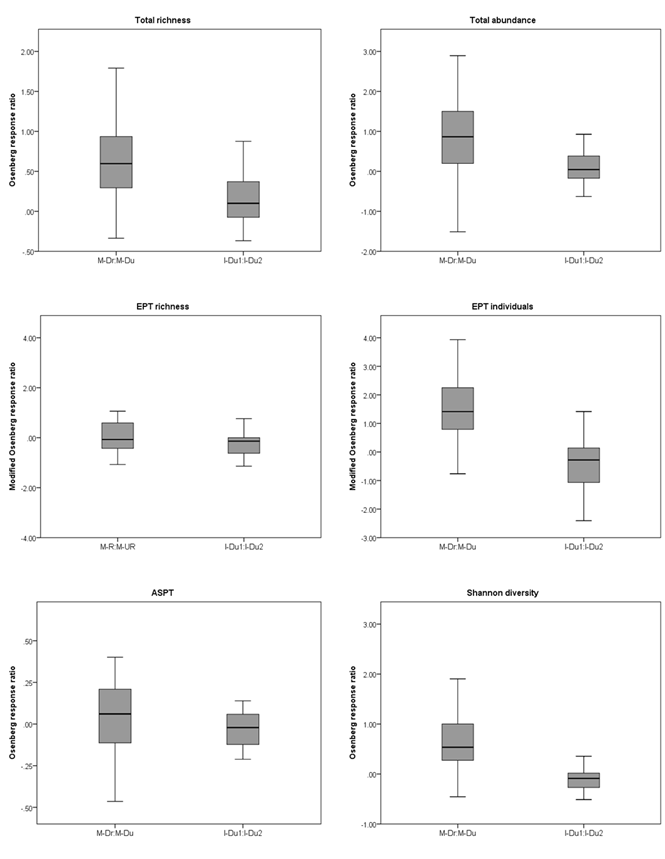 Total richness
Osenberg response ratio
2.00
1.50
1.00
.50
.00
-.50
M-Dr:M-Du
I-Du1:I-Du2
Total abundance
Osenberg response ratio
3.00
2.00
1.00
.00
-1.00
-2.00
M-Dr:M-Du
I-Du1:I-Du2
EPT richness
Modified Osenberg response ratio
4.00
2.00
.00
-2.00
-4.00
M-R:M-UR
I-Du1:I-Du2
EPT individuals
Modified Osenberg response ratio
4.00
3.00
2.00
1.00
.00
-1.00
-2.00
-3.00
M-Dr:M-Du
I-Du1:I-Du2
ASPT
Osenberg response ratio
.50
.25
.00
-.25
-.50
M-Dr:M-Du
I-Du1:I-Du2
Shannon diversity
Osenberg response ratio
3.00
2.00
1.00
.00
-1.00
M-Dr:M-Du
I-Du1:I-Du2